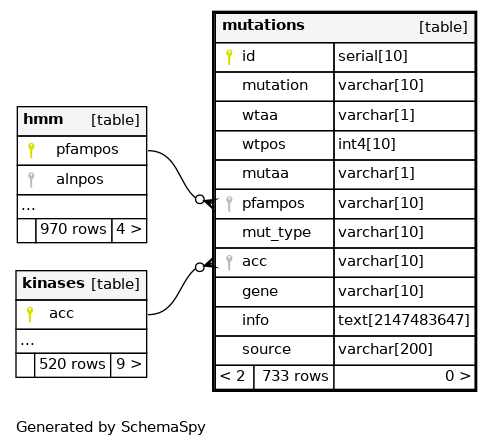 mutations [table]
id serial[10]
mutation varchar[10]
wtaa varchar[1]
wtpos int4[10]
mutaa varchar[1]
pfampos varchar[10]
mut_type varchar[10]
acc varchar[10]
gene varchar[10]
info text[2147483647]
source varchar[200]
< 2 733 rows 0 >
hmm [table]
pfampos
alnpos
...
970 rows 4 >
kinases [table]
acc
...
520 rows 9 >
Generated by SchemaSpy